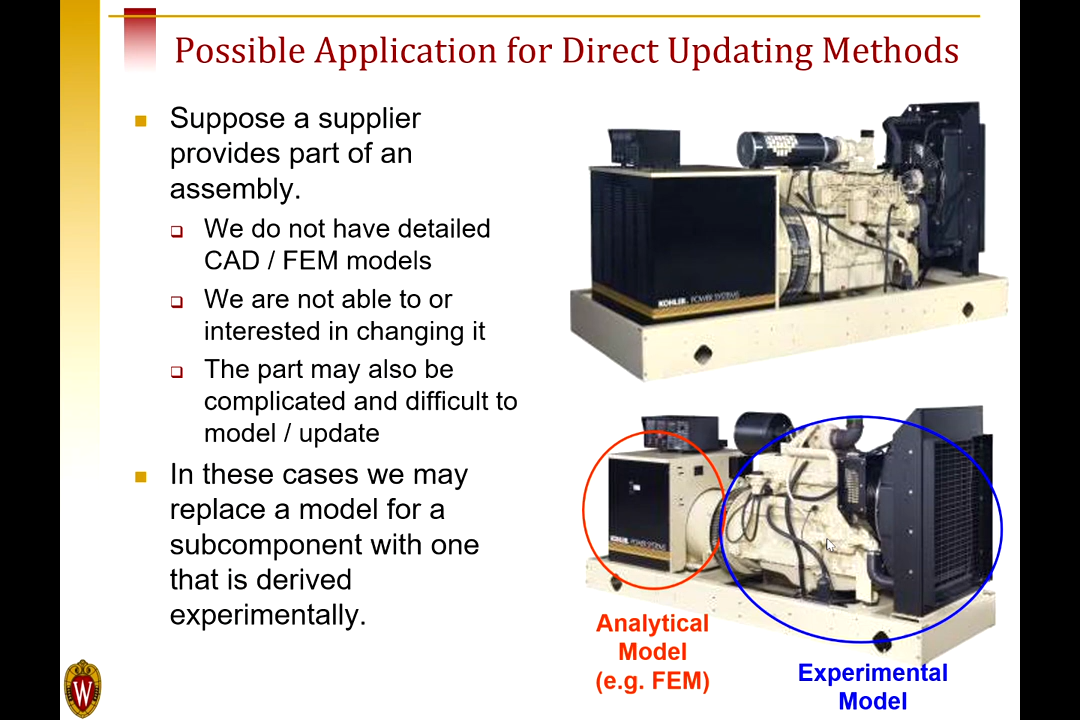 Possible Application for Direct Updating Methods
Suppose a supplier
provides part of an
assembly.
We do not have detailed
CAD / FEM models
We are not able to or
interested in changing it
The part may also be
complicated and difficult to
model / update
In these cases we may
replace a model for a
subcomponent with one
that is derived
experimentally.
KOHLER POWER SYSTEMS
KOHLER POWER SYSTEMS
Analytical
Model
(e.g. FEM)
Experimental
Model
W